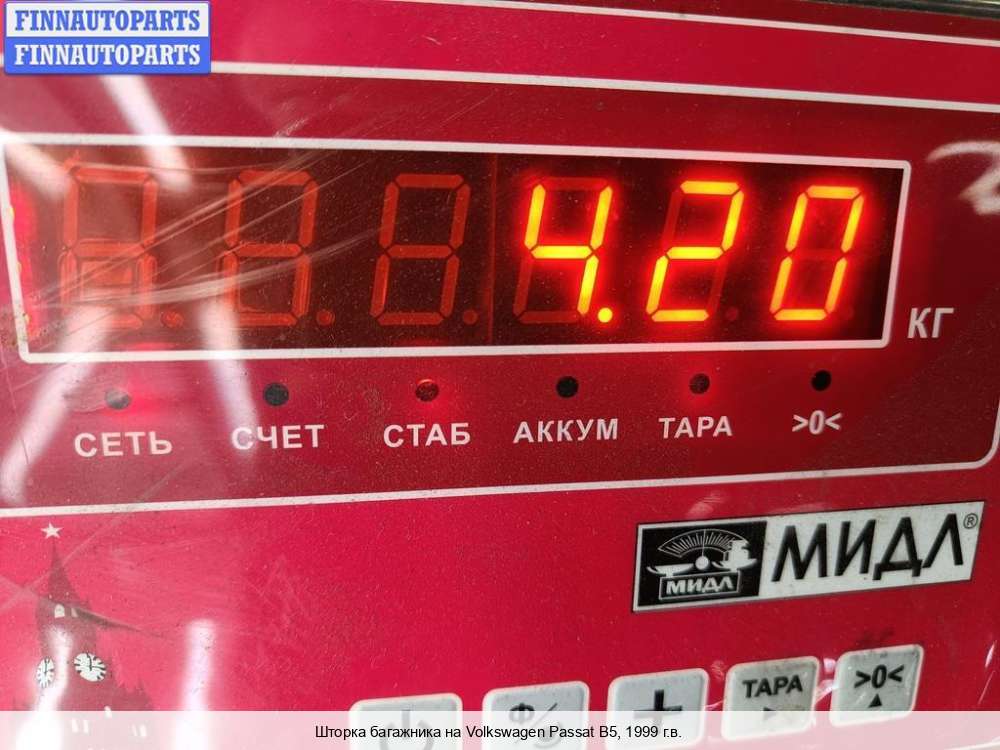 FINNAUTOPARTS
FINNAUTOPARTS
4.20
КГ
СЕТЬ СЧЕТ СТАБ АККУМ ТАРА >0<
МИДЛ МИДЛ®
Ф/ + ТАРА >0<
Шторка багажника на Volkswagen Passat B5, 1999 г.в.